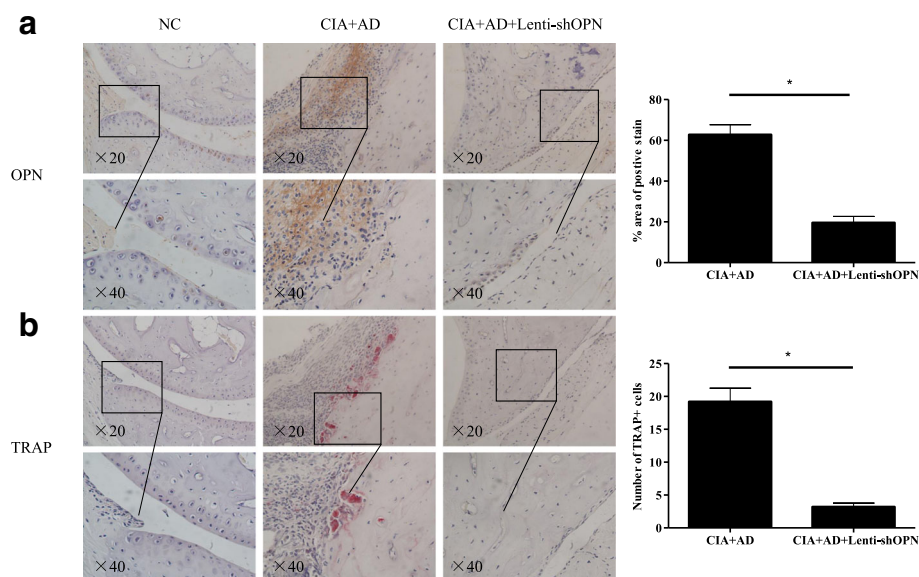 a
NC
CIA+AD
CIA+AD+Lenti-shOPN
OPN
×20
×20
×20
×40
×40
×40
% area of postive stain
80
60
40
20
0
*
CIA+AD
CIA+AD+Lenti-shOPN
b
TRAP
×20
×20
×20
×40
×40
×40
Number of TRAP+ cells
25
20
15
10
5
0
*
CIA+AD
CIA+AD+Lenti-shOPN